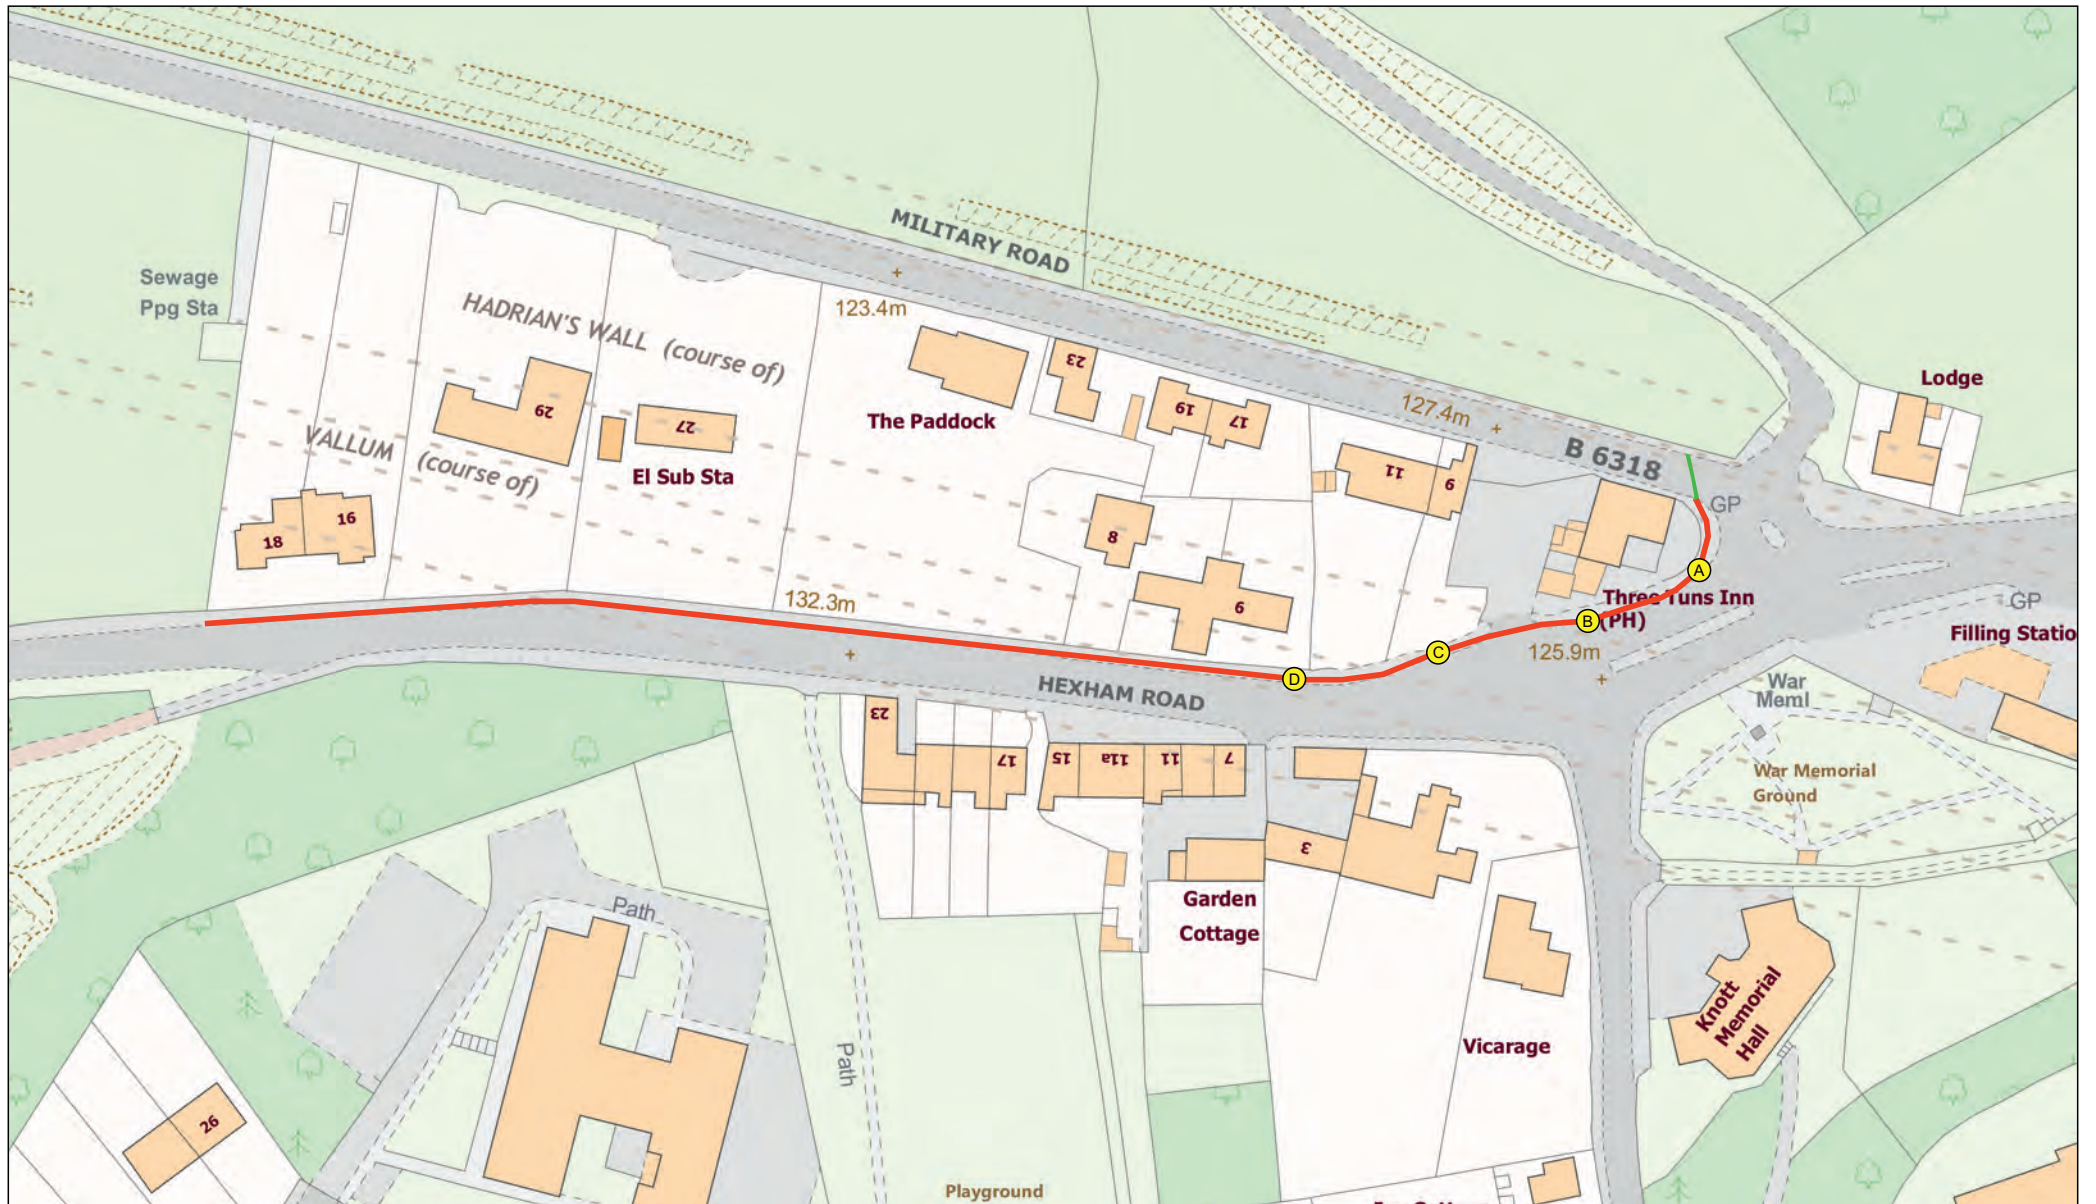 MILITARY ROAD
Sewage
Ppg Sta
HADRIAN'S WALL (course of)
123.4m
23
19
17
127.4m
Lodge
The Paddock
29
27
El Sub Sta
VALLUM (course of)
B 6318
11
9
GP
16
18
8
A
132.3m
6
Three Tuns Inn
(PH)
B
GP
Filling Statio
C
125.9m
D
HEXHAM ROAD
War
Meml
23
17
15
11a
11
7
War Memorial
Ground
3
Garden
Cottage
Path
Knott
Memorial
Hall
Vicarage
Path
26
Playground